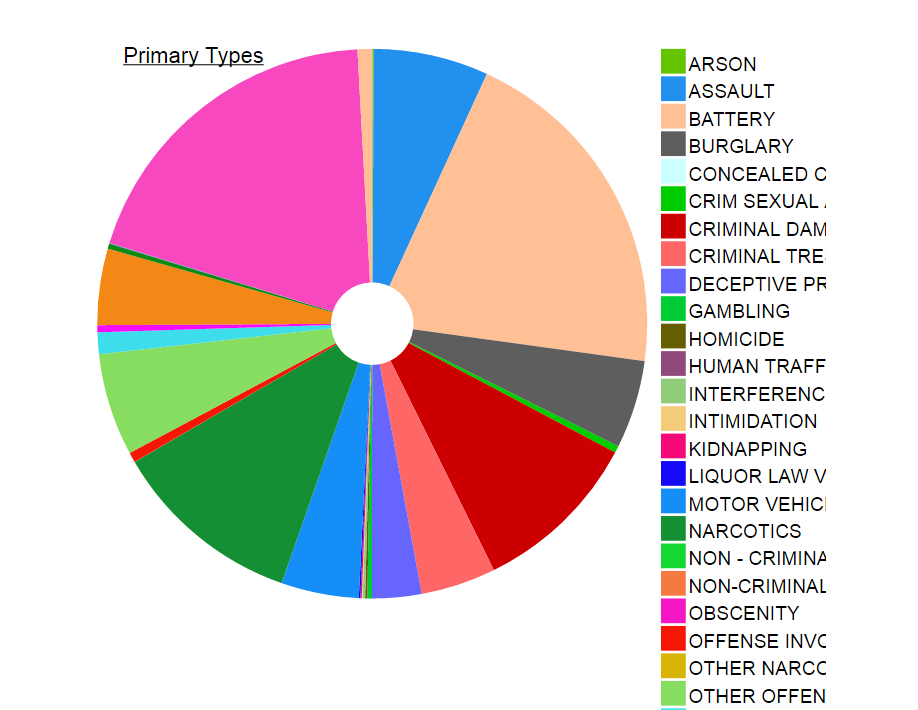 Primary Types
ARSON
ASSAULT
BATTERY
BURGLARY
CONCEALED C
CRIM SEXUAL
CRIMINAL DAM
CRIMINAL TRE
DECEPTIVE PR
GAMBLING
HOMICIDE
HUMAN TRAFF
INTERFERENC
INTIMIDATION
KIDNAPPING
LIQUOR LAW V
MOTOR VEHIC
NARCOTICS
NON - CRIMINA
NON-CRIMINAL
OBSCENITY
OFFENSE INVO
OTHER NARCO
OTHER OFFEN